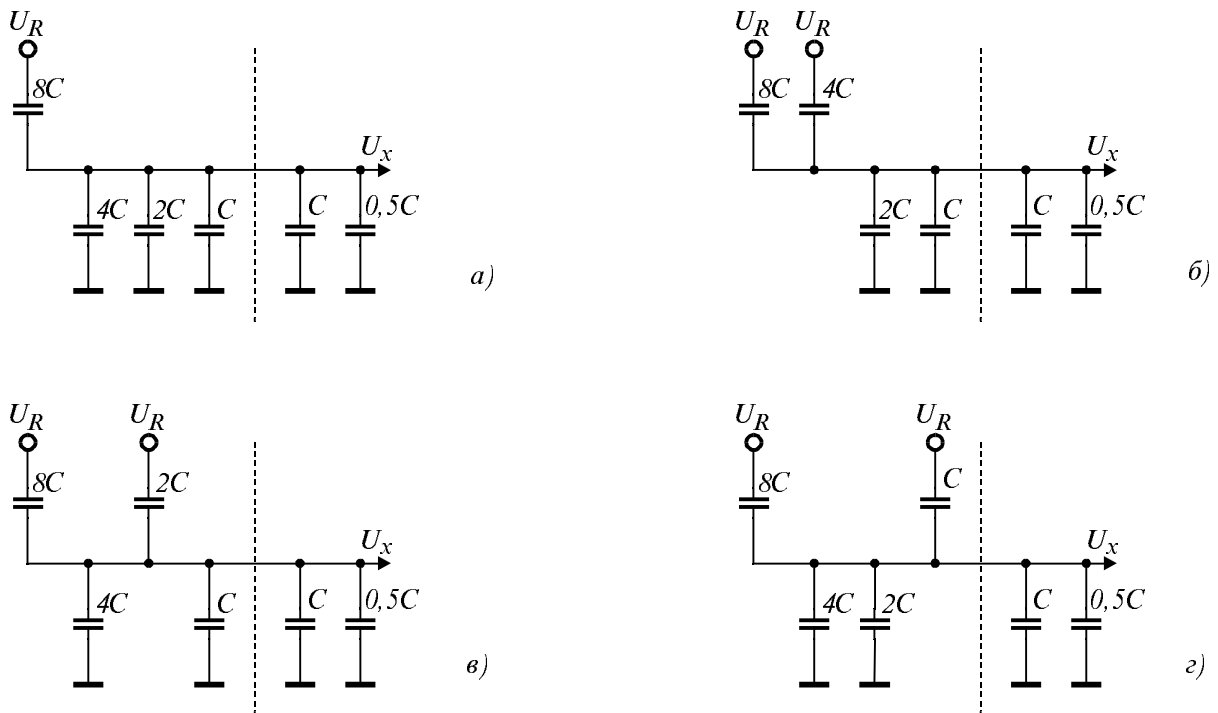 U_R U_R U_R
8C 8C 4C
U_x U_x
4C 2C C C 0,5C 2C C C 0,5C
а) б)
U_R U_R U_R U_R
8C 2C 8C C
U_x U_x
4C C C 0,5C 4C 2C C 0,5C
в) г)